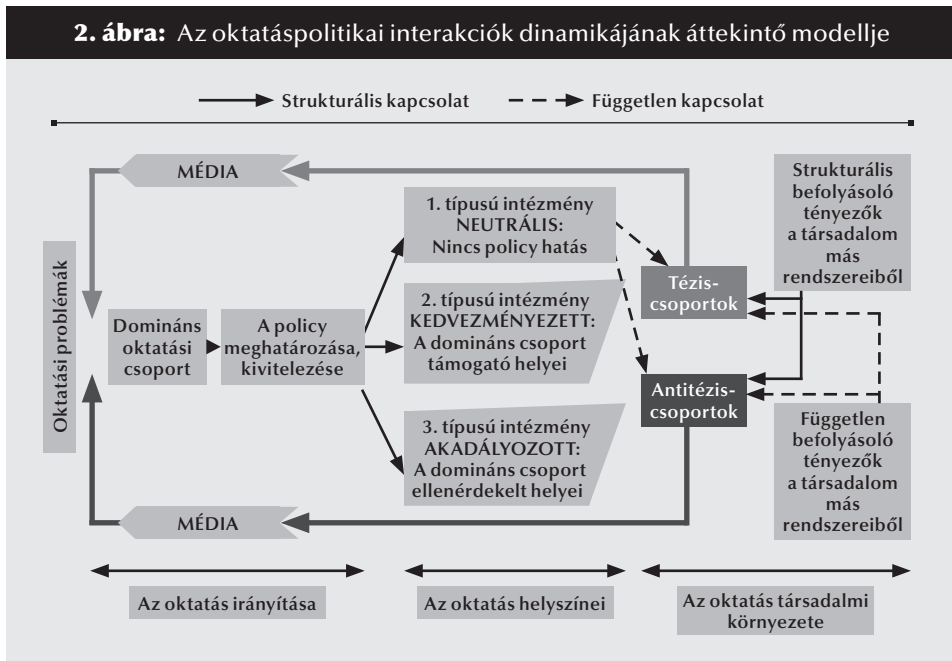 2. ábra: Az oktatáspolitikai interakciók dinamikájának áttekintő modellje
Strukturális kapcsolat
Független kapcsolat
MÉDIA
Oktatási problémák
Domináns
oktatási
csoport
A policy
meghatározása,
kivitelezése
1. típusú intézmény
NEUTRÁLIS:
Nincs policy hatás
2. típusú intézmény
KEDVEZMÉNYEZETT:
A domináns csoport
támogató helyei
3. típusú intézmény
AKADÁLYOZOTT:
A domináns csoport
ellenérdekelt helyei
Tézis-
csoportok
Antitézis-
csoportok
Strukturális
befolyásoló
tényezők
a társadalom
más
rendszereiből
Független
befolyásoló
tényezők
a társadalom
más
rendszereiből
MÉDIA
Az oktatás irányítása
Az oktatás helyszínei
Az oktatás társadalmi
környezete